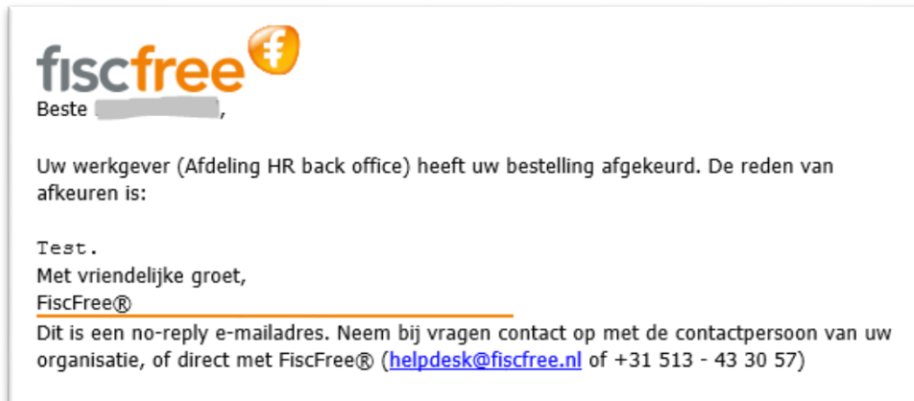 fiscfree f
Beste ,
Uw werkgever (Afdeling HR back office) heeft uw bestelling afgekeurd. De reden van
afkeuren is:
Test.
Met vriendelijke groet,
FiscFree®
Dit is een no-reply e-mailadres. Neem bij vragen contact op met de contactpersoon van uw
organisatie, of direct met FiscFree® (helpdesk@fiscfree.nl of +31 513 - 43 30 57)